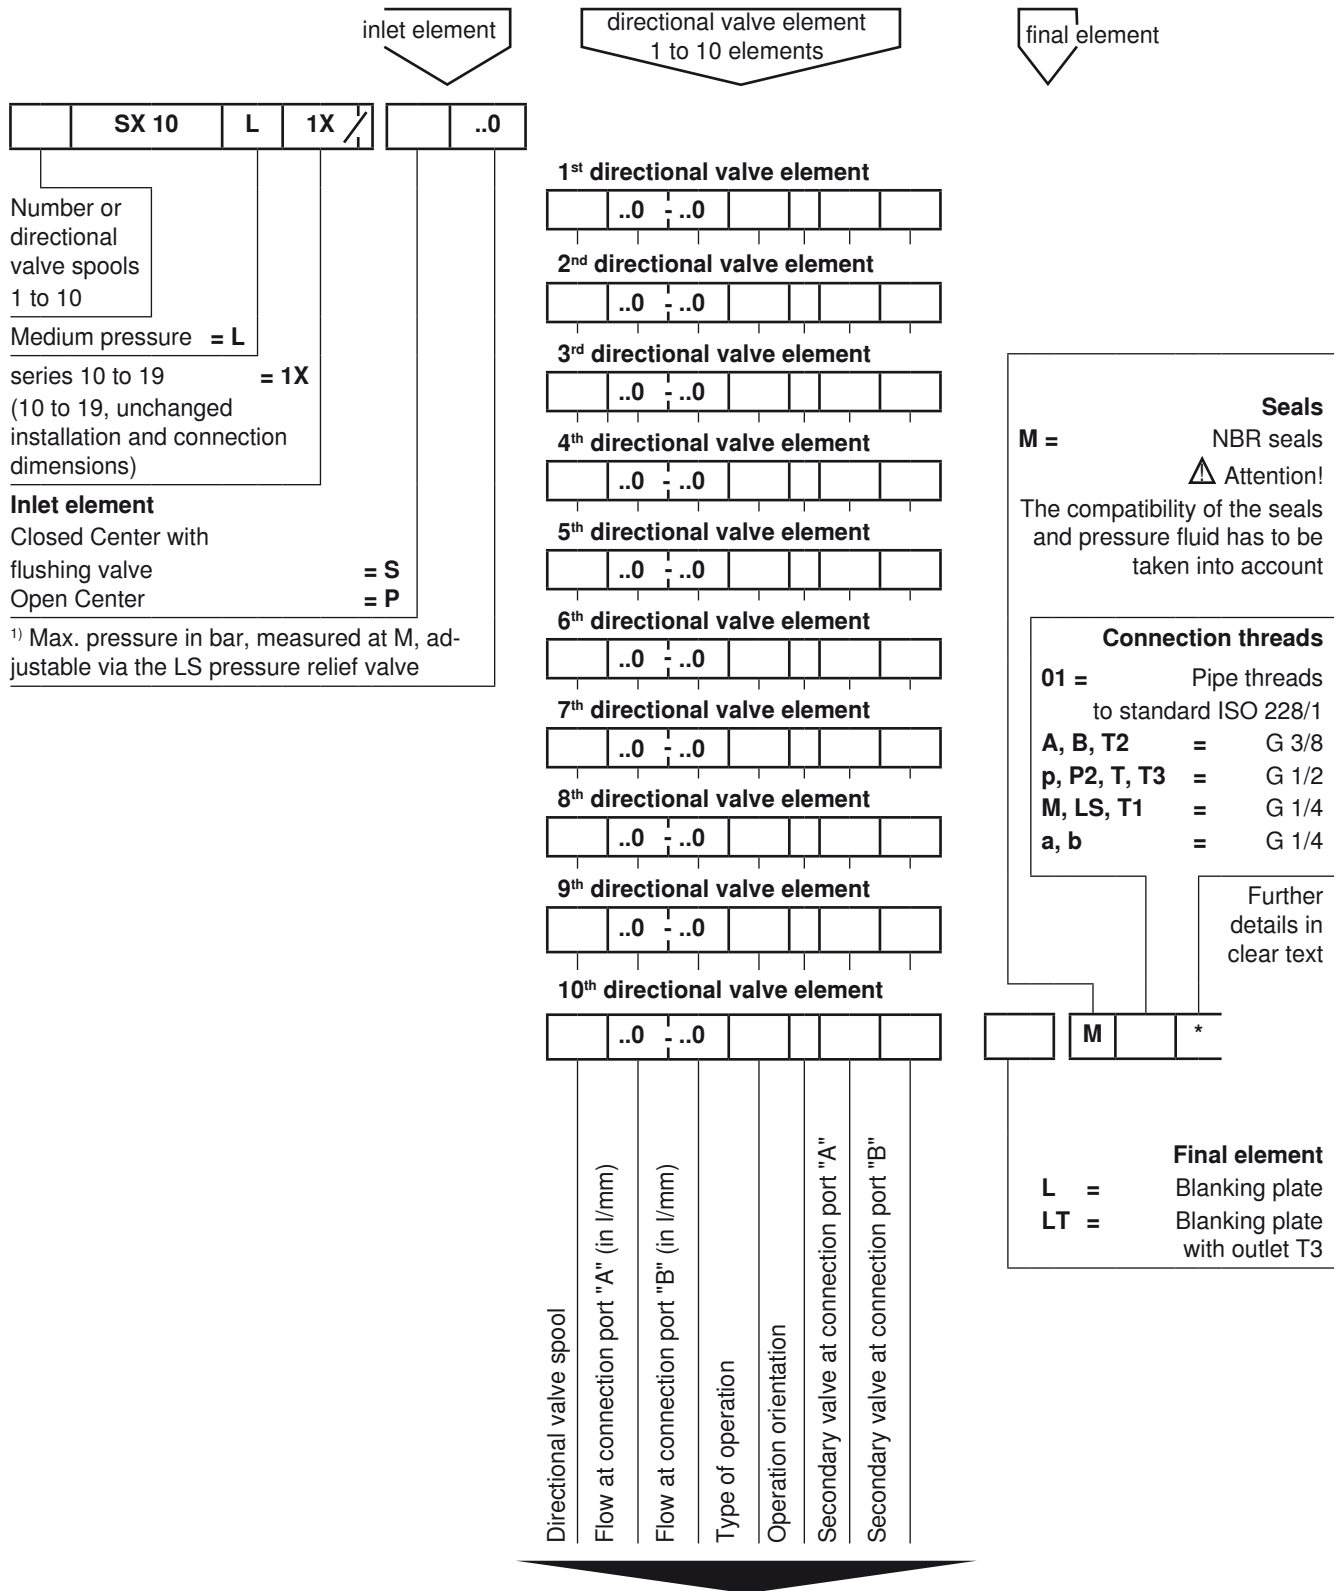 inlet element
directional valve element
1 to 10 elements
final element
SX 10 L 1X / ..0
Number or
directional
valve spools
1 to 10
Medium pressure = L
series 10 to 19 = 1X
(10 to 19, unchanged
installation and connection
dimensions)
Inlet element
Closed Center with
flushing valve = S
Open Center = P
1) Max. pressure in bar, measured at M, ad-
justable via the LS pressure relief valve
1st directional valve element
..0 - ..0
2nd directional valve element
..0 - ..0
3rd directional valve element
..0 - ..0
4th directional valve element
..0 - ..0
5th directional valve element
..0 - ..0
6th directional valve element
..0 - ..0
7th directional valve element
..0 - ..0
8th directional valve element
..0 - ..0
9th directional valve element
..0 - ..0
10th directional valve element
..0 - ..0
Directional valve spool
Flow at connection port "A" (in l/mm)
Flow at connection port "B" (in l/mm)
Type of operation
Operation orientation
Secondary valve at connection port "A"
Secondary valve at connection port "B"
Seals
M = NBR seals
⚠ Attention!
The compatibility of the seals
and pressure fluid has to be
taken into account
Connection threads
01 = Pipe threads
to standard ISO 228/1
A, B, T2 = G 3/8
p, P2, T, T3 = G 1/2
M, LS, T1 = G 1/4
a, b = G 1/4
Further
details in
clear text
M *
Final element
L = Blanking plate
LT = Blanking plate
with outlet T3